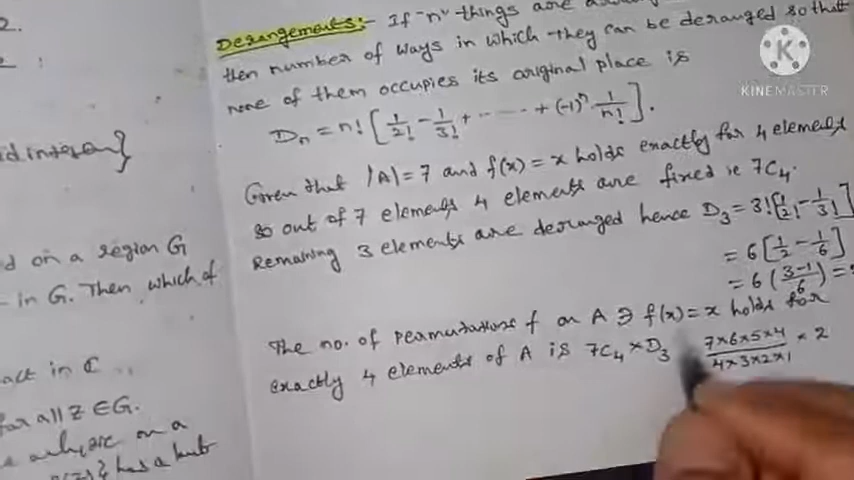 2.
id integer}
d on a region G
in G. Then which of
act in C
for all z ∈ G.
on a
has a
Derangements:- If "n" things are
then number of ways in which they can be deranged so that
none of them occupies its original place is
Dn = n! [1/2! - 1/3! + ...... + (-1)^n 1/n!].
Given that |A| = 7 and f(x) = x holds exactly for 4 elements
so out of 7 elements 4 elements are fixed ie 7C4.
Remaining 3 elements are deranged hence D3 = 3! [1/2! - 1/3!]
= 6 [1/2 - 1/6]
= 6 (3-1/6) =
The no. of permutations f on A ∋ f(x) = x holds for
exactly 4 elements of A is 7C4 × D3 7×6×5×4/4×3×2×1 × 2
K
KINEMASTER